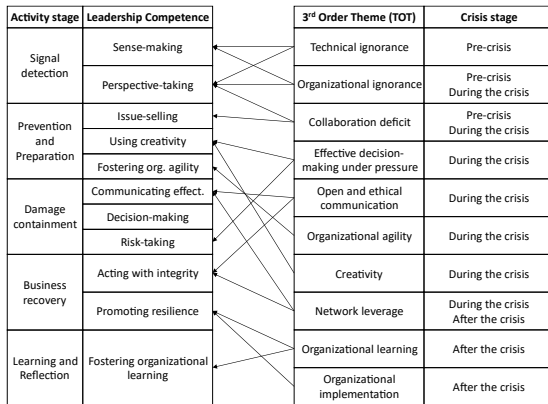 Activity stage
Leadership Competence
Signal
detection
Sense-making
Perspective-taking
Prevention
and
Preparation
Issue-selling
Using creativity
Fostering org. agility
Damage
containment
Communicating effect.
Decision-making
Risk-taking
Business
recovery
Acting with integrity
Promoting resilience
Learning and
Reflection
Fostering organizational
learning
3rd Order Theme (TOT)
Crisis stage
Technical ignorance
Pre-crisis
Organizational ignorance
Pre-crisis
During the crisis
Collaboration deficit
Pre-crisis
During the crisis
Effective decision-
making under pressure
During the crisis
Open and ethical
communication
During the crisis
Organizational agility
During the crisis
Creativity
During the crisis
Network leverage
During the crisis
After the crisis
Organizational learning
After the crisis
Organizational
implementation
After the crisis